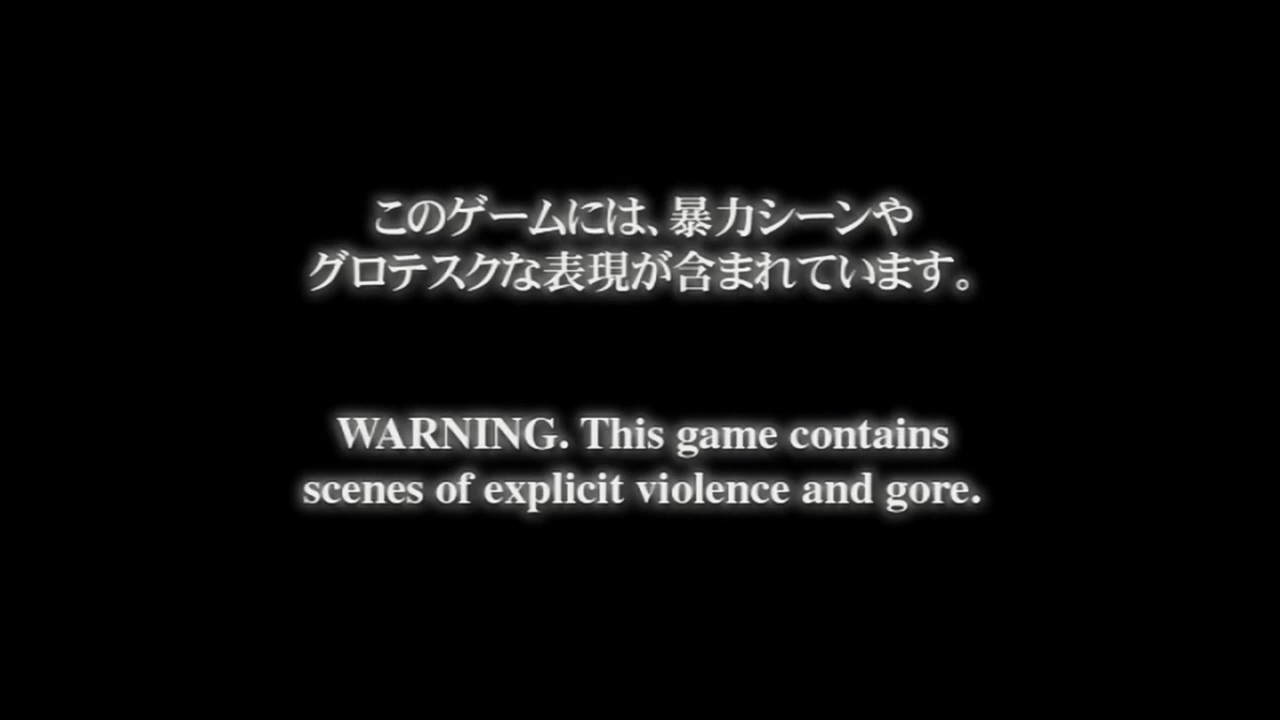 このゲームには、暴力シーンや
グロテスクな表現が含まれています。
WARNING. This game contains
scenes of explicit violence and gore.